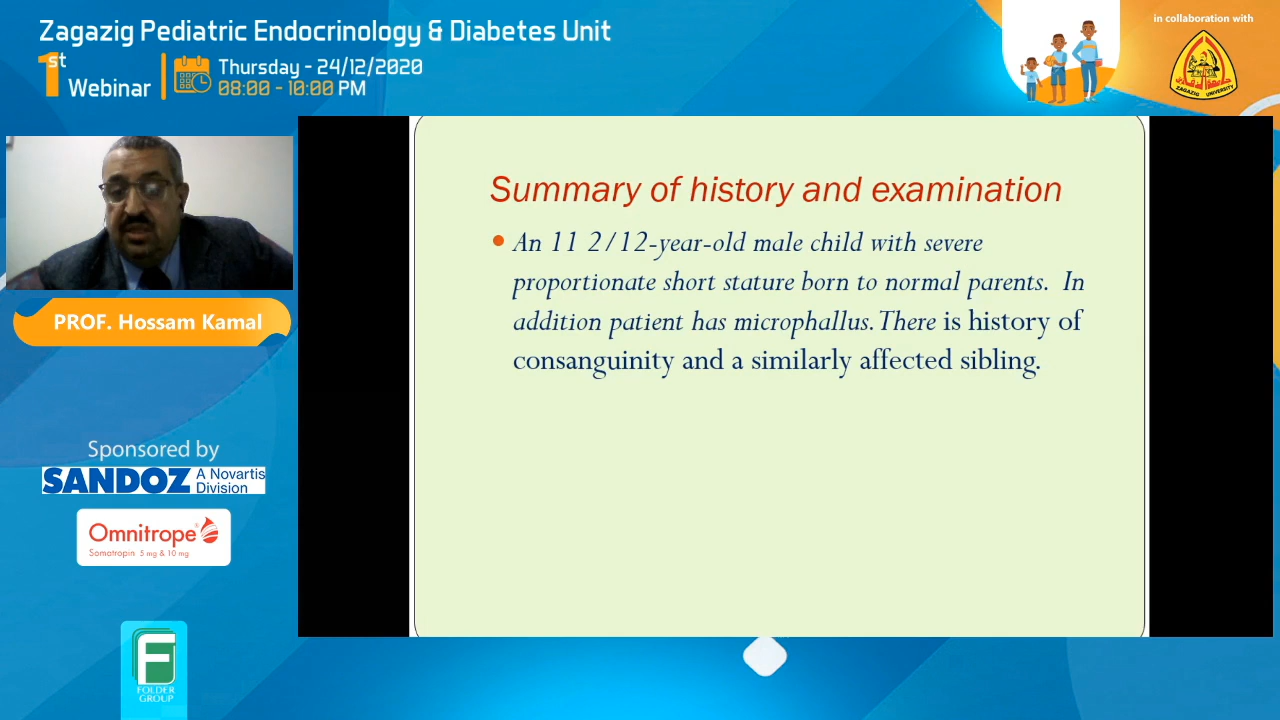 Zagazig Pediatric Endocrinology & Diabetes Unit
1st Webinar
Thursday - 24/12/2020
08:00 - 10:00 PM
in collaboration with
ZAGAZIG UNIVERSITY
PROF. Hossam Kamal
Summary of history and examination
An 11 2/12-year-old male child with severe
proportionate short stature born to normal parents. In
addition patient has microphallus. There is history of
consanguinity and a similarly affected sibling.
Sponsored by
SANDOZ A Novartis
Division
Omnitrope®
Somatropin 5 mg & 10 mg
F
FOLDER
GROUP